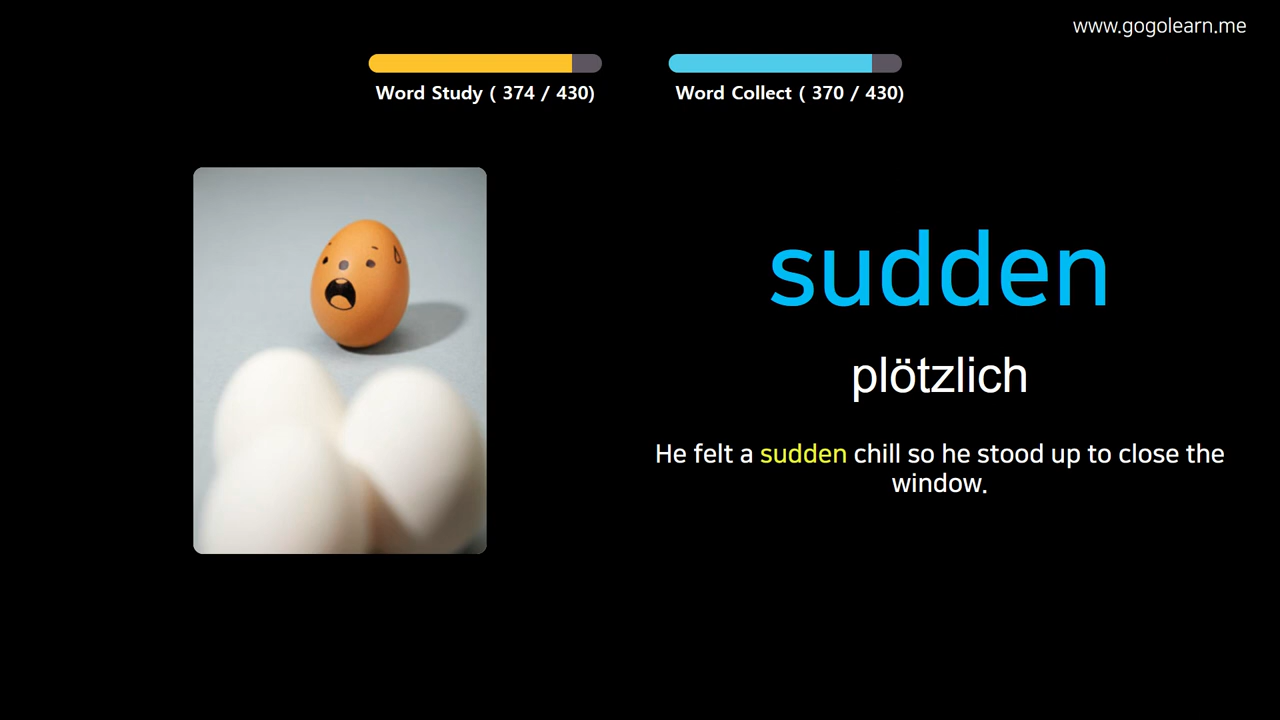 www.gogolearn.me
Word Study ( 374 / 430)
Word Collect ( 370 / 430)
sudden
plötzlich
He felt a sudden chill so he stood up to close the
window.